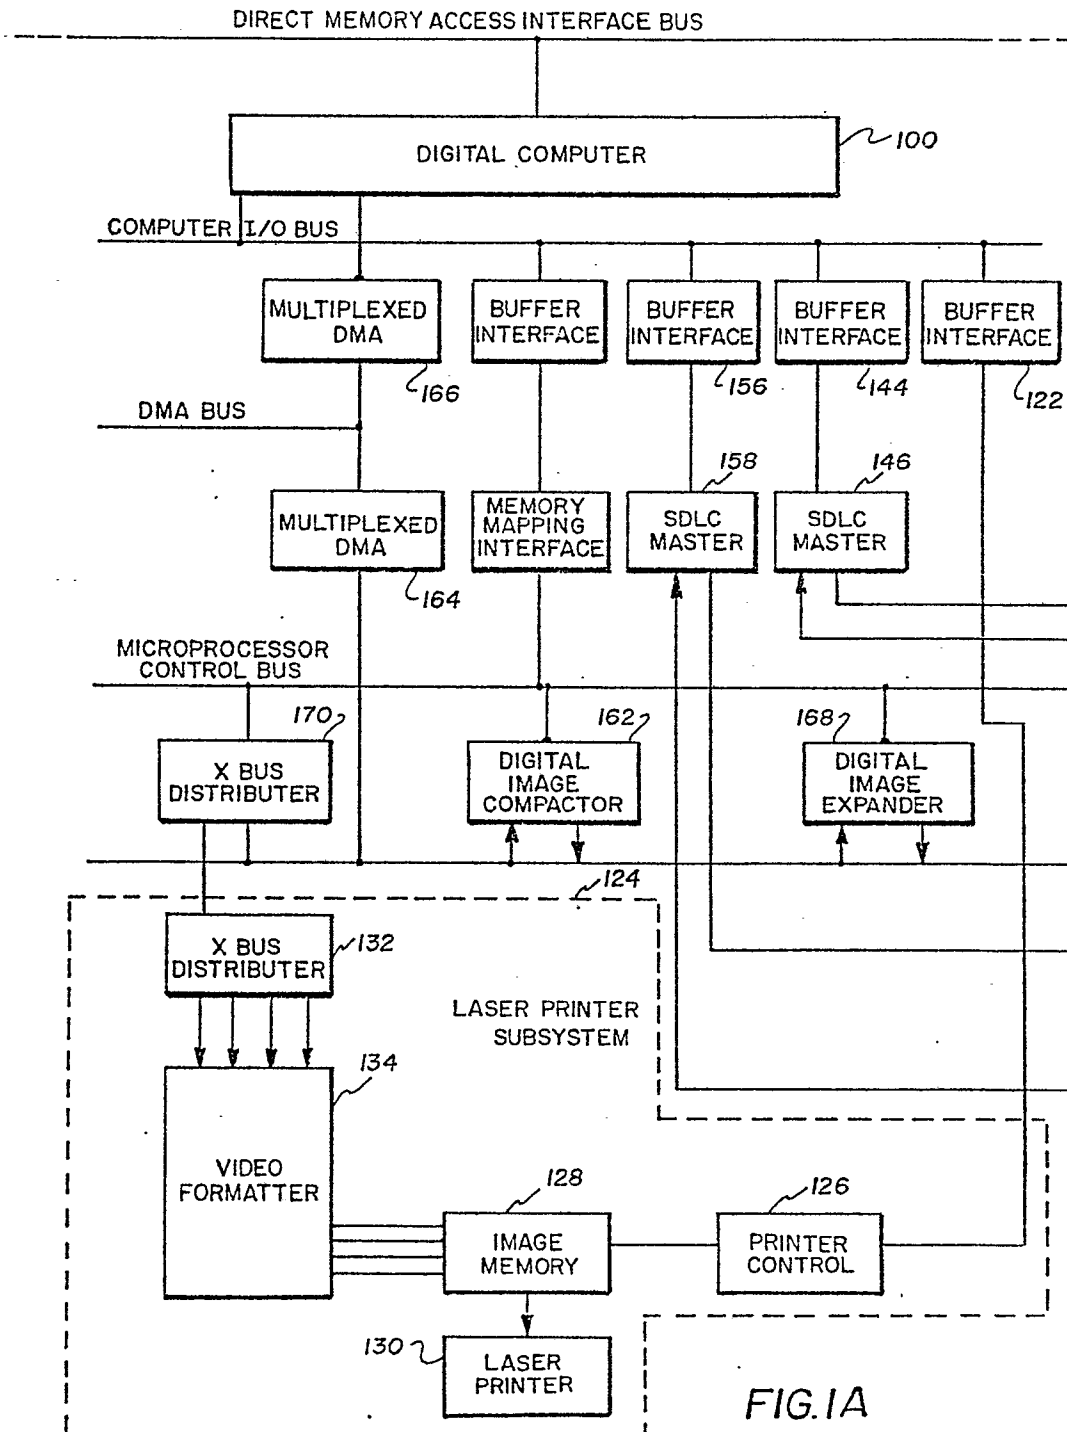 DIRECT MEMORY ACCESS INTERFACE BUS
DIGITAL COMPUTER
100
COMPUTER I/O BUS
MULTIPLEXED
DMA
166
BUFFER
INTERFACE
BUFFER
INTERFACE
156
BUFFER
INTERFACE
144
BUFFER
INTERFACE
122
DMA BUS
MULTIPLEXED
DMA
164
MEMORY
MAPPING
INTERFACE
158
SDLC
MASTER
146
SDLC
MASTER
MICROPROCESSOR
CONTROL BUS
170
X BUS
DISTRIBUTER
162
DIGITAL
IMAGE
COMPACTOR
168
DIGITAL
IMAGE
EXPANDER
124
X BUS
DISTRIBUTER
132
LASER PRINTER
SUBSYSTEM
134
VIDEO
FORMATTER
128
IMAGE
MEMORY
126
PRINTER
CONTROL
130
LASER
PRINTER
FIG.1A